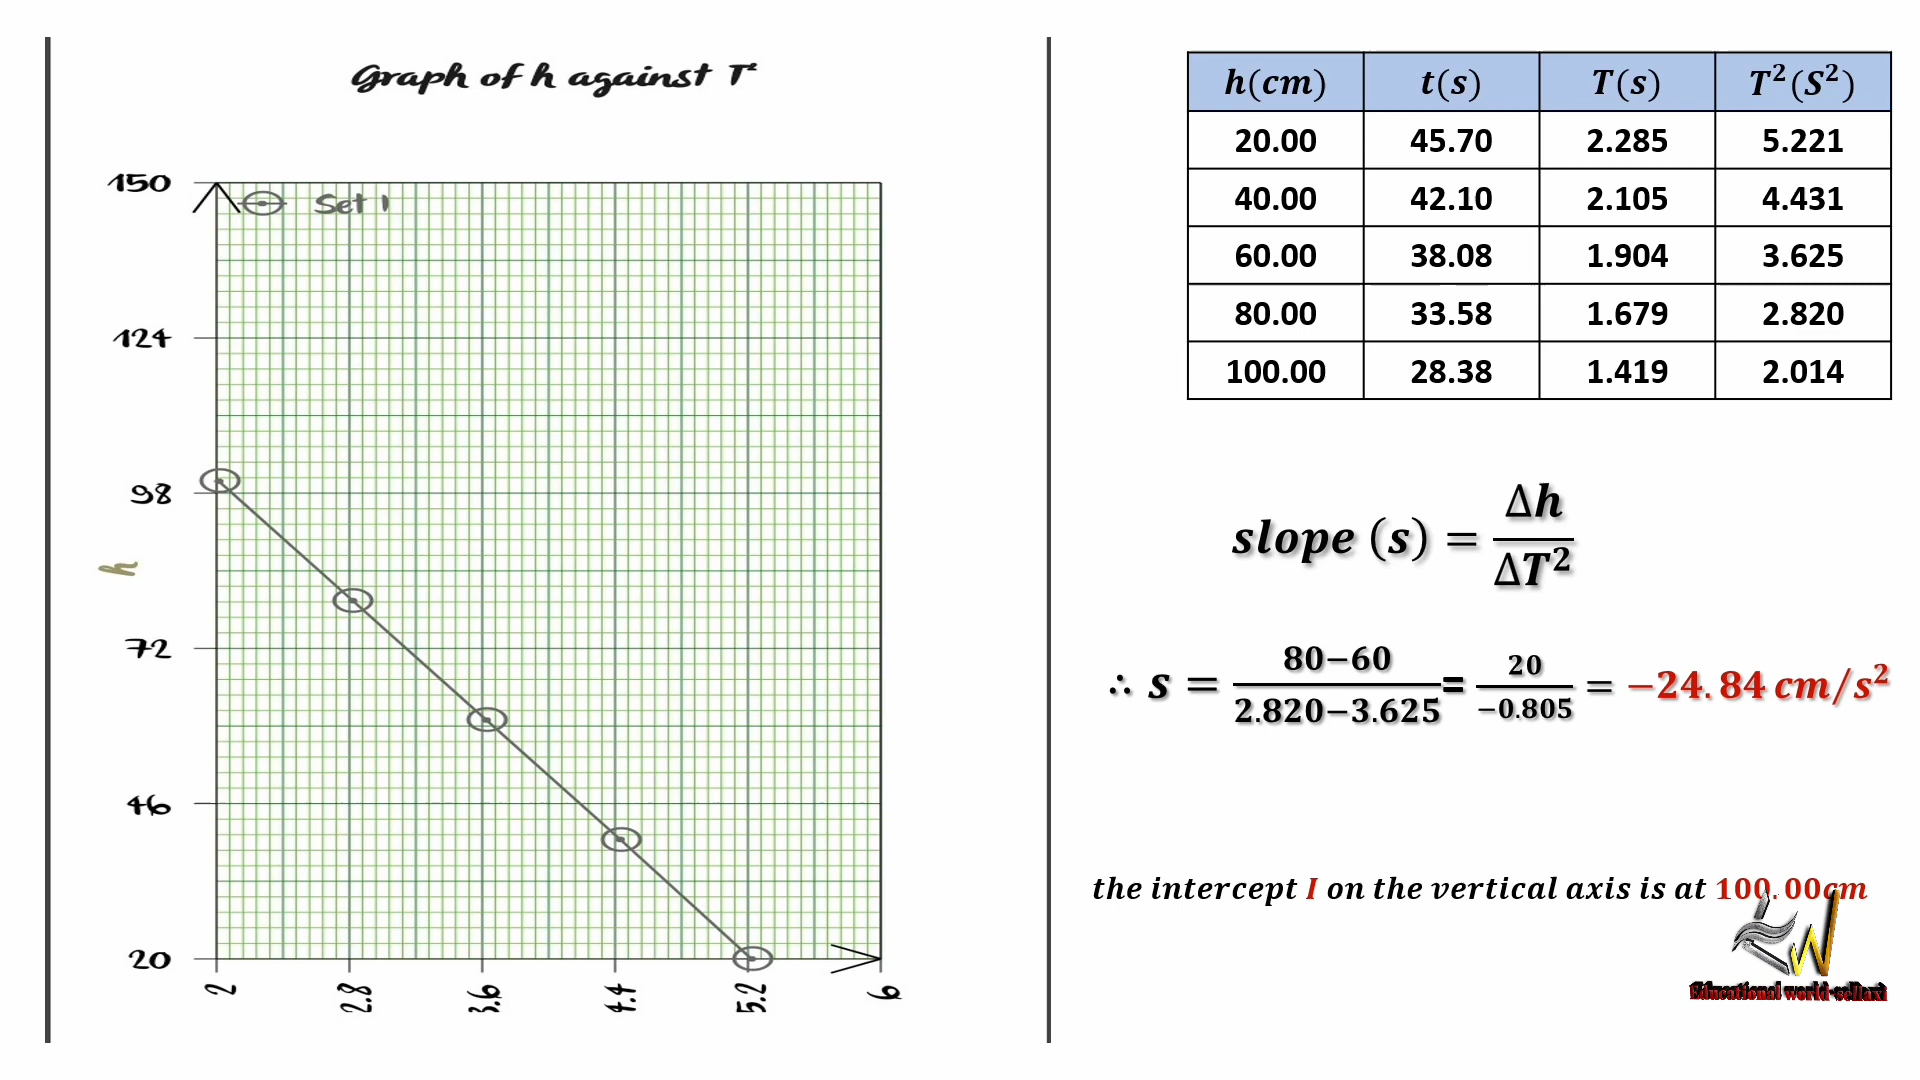 Graph of h against T²
150
Set 1
124
98
h
72
46
20
2
2.8
3.6
4.4
5.2
6
h(cm) t(s) T(s) T²(S²)
20.00 45.70 2.285 5.221
40.00 42.10 2.105 4.431
60.00 38.08 1.904 3.625
80.00 33.58 1.679 2.820
100.00 28.38 1.419 2.014
slope (s) = Δh / ΔT²
∴ s = 80−60 / 2.820−3.625 = 20 / −0.805 = −24.84 cm/s²
the intercept I on the vertical axis is at 100.00cm
Educational world-sellaxi